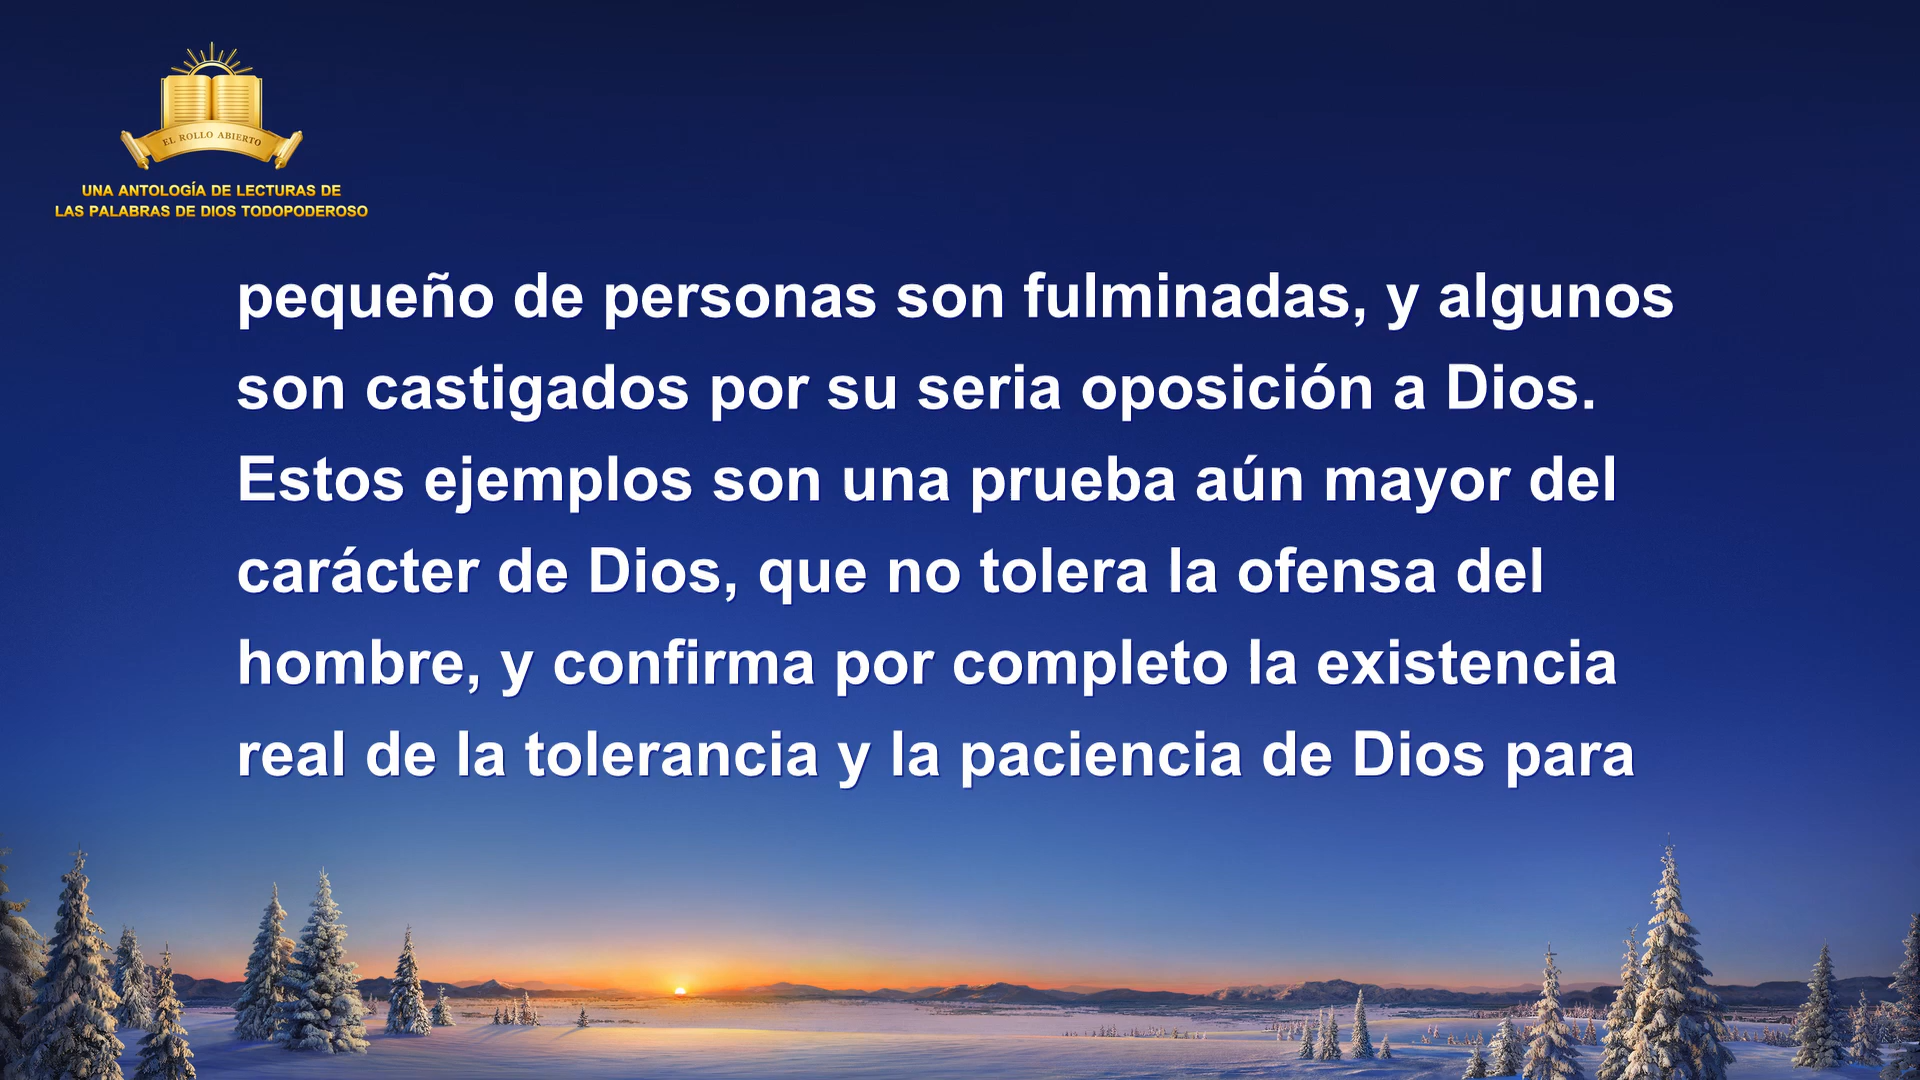 EL ROLLO ABIERTO
UNA ANTOLOGÍA DE LECTURAS DE
LAS PALABRAS DE DIOS TODOPODEROSO
pequeño de personas son fulminadas, y algunos
son castigados por su seria oposición a Dios.
Estos ejemplos son una prueba aún mayor del
carácter de Dios, que no tolera la ofensa del
hombre, y confirma por completo la existencia
real de la tolerancia y la paciencia de Dios para